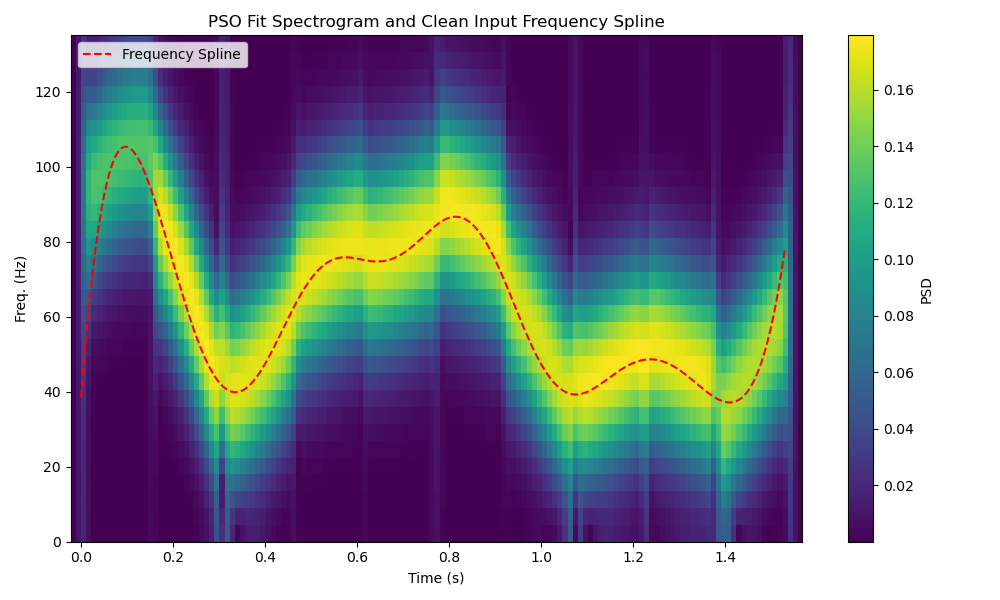 PSO Fit Spectrogram and Clean Input Frequency Spline
Frequency Spline
Freq. (Hz)
120
100
80
60
40
20
0
0.0 0.2 0.4 0.6 0.8 1.0 1.2 1.4
Time (s)
0.16
0.14
0.12
0.10
0.08
0.06
0.04
0.02
PSD